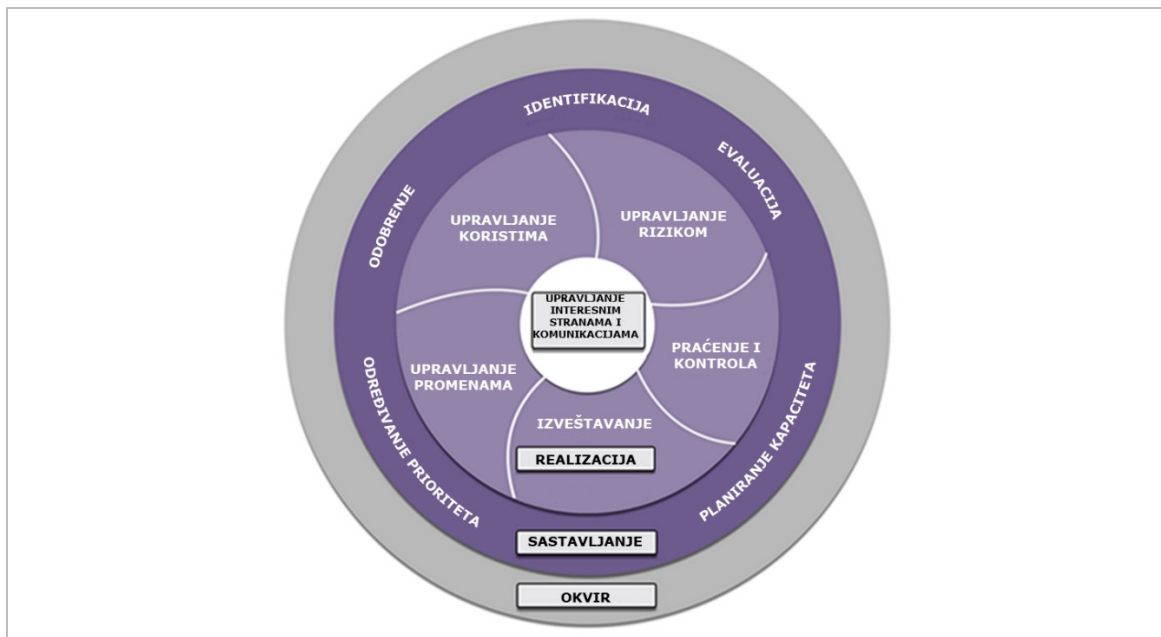 IDENTIFIKACIJA
EVALUACIJA
ODOBRENJE
UPRAVLJANJE
KORISTIMA
UPRAVLJANJE
RIZIKOM
UPRAVLJANJE
INTERESNIM
STRANAMA I
KOMUNIKACIJAMA
PRAĆENJE I
KONTROLA
UPRAVLJANJE
PROMENAMA
IZVEŠTAVANJE
REALIZACIJA
ODREĐIVANJE PRIORITETA
PLANIRANJE KAPACITETA
SASTAVLJANJE
OKVIR